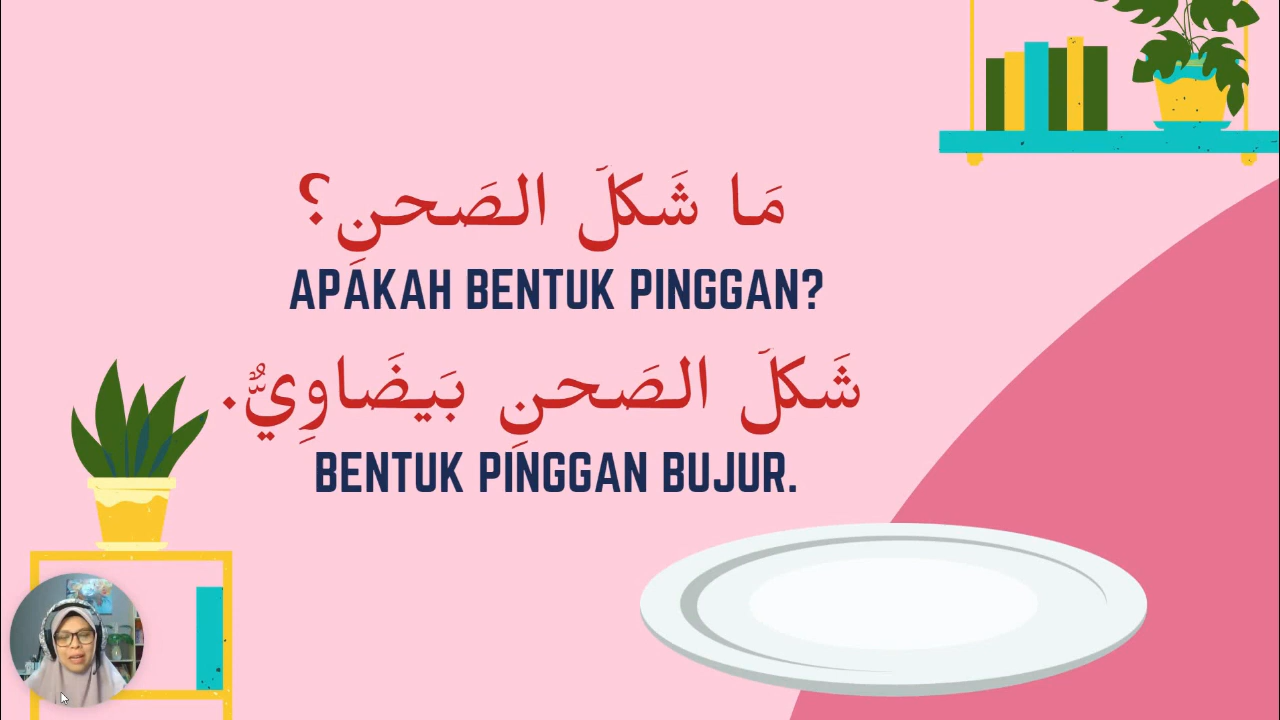 مَا شَكلَ الصَحنِ؟
APAKAH BENTUK PINGGAN?
شَكلَ الصَحنِ بَيضَاوِيٌّ.
BENTUK PINGGAN BUJUR.